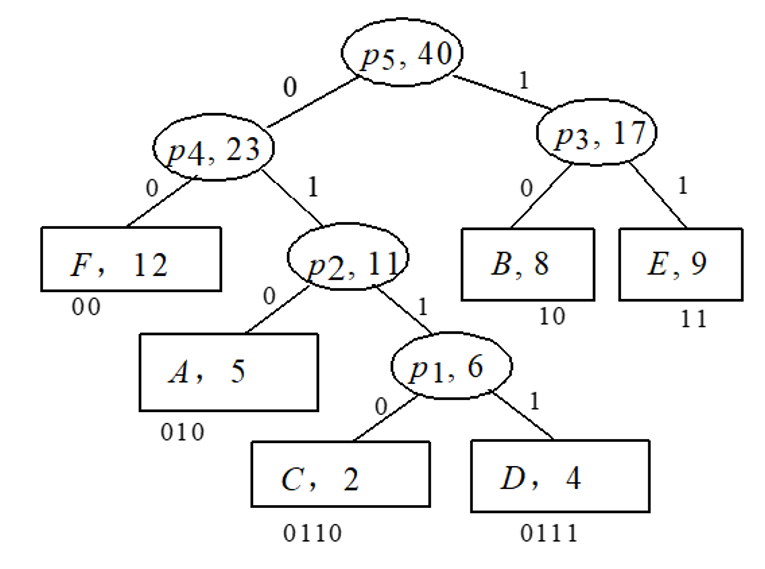 p5, 40
0 1
p4, 23
p3, 17
0 1 0 1
F, 12
p2, 11
B, 8
E, 9
00
0 1
10
11
A, 5
p1, 6
010
0 1
C, 2
D, 4
0110
0111